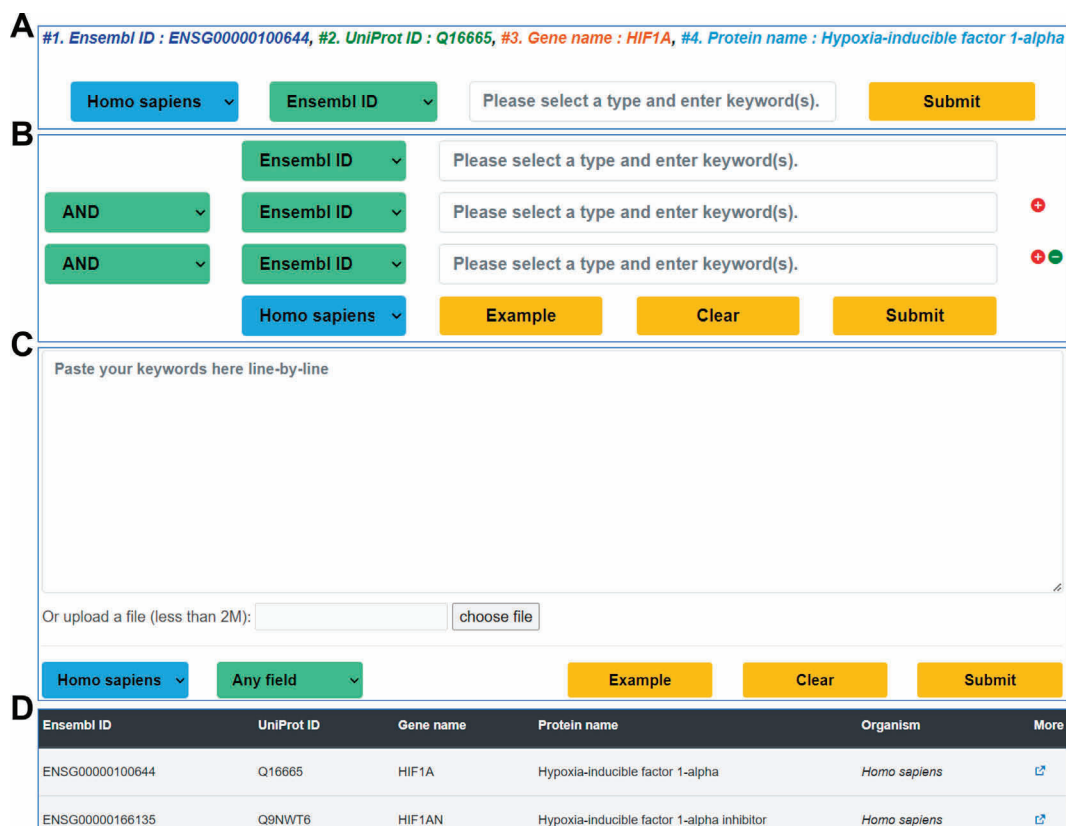 A
#1. Ensembl ID : ENSG00000100644, #2. UniProt ID : Q16665, #3. Gene name : HIF1A, #4. Protein name : Hypoxia-inducible factor 1-alpha
Homo sapiens Ensembl ID Please select a type and enter keyword(s). Submit
B
Ensembl ID Please select a type and enter keyword(s).
AND Ensembl ID Please select a type and enter keyword(s).
AND Ensembl ID Please select a type and enter keyword(s).
Homo sapiens Example Clear Submit
C
Paste your keywords here line-by-line
Or upload a file (less than 2M): choose file
Homo sapiens Any field Example Clear Submit
D
Ensembl ID UniProt ID Gene name Protein name Organism More
ENSG00000100644 Q16665 HIF1A Hypoxia-inducible factor 1-alpha Homo sapiens
ENSG00000166135 Q9NWT6 HIF1AN Hypoxia-inducible factor 1-alpha inhibitor Homo sapiens